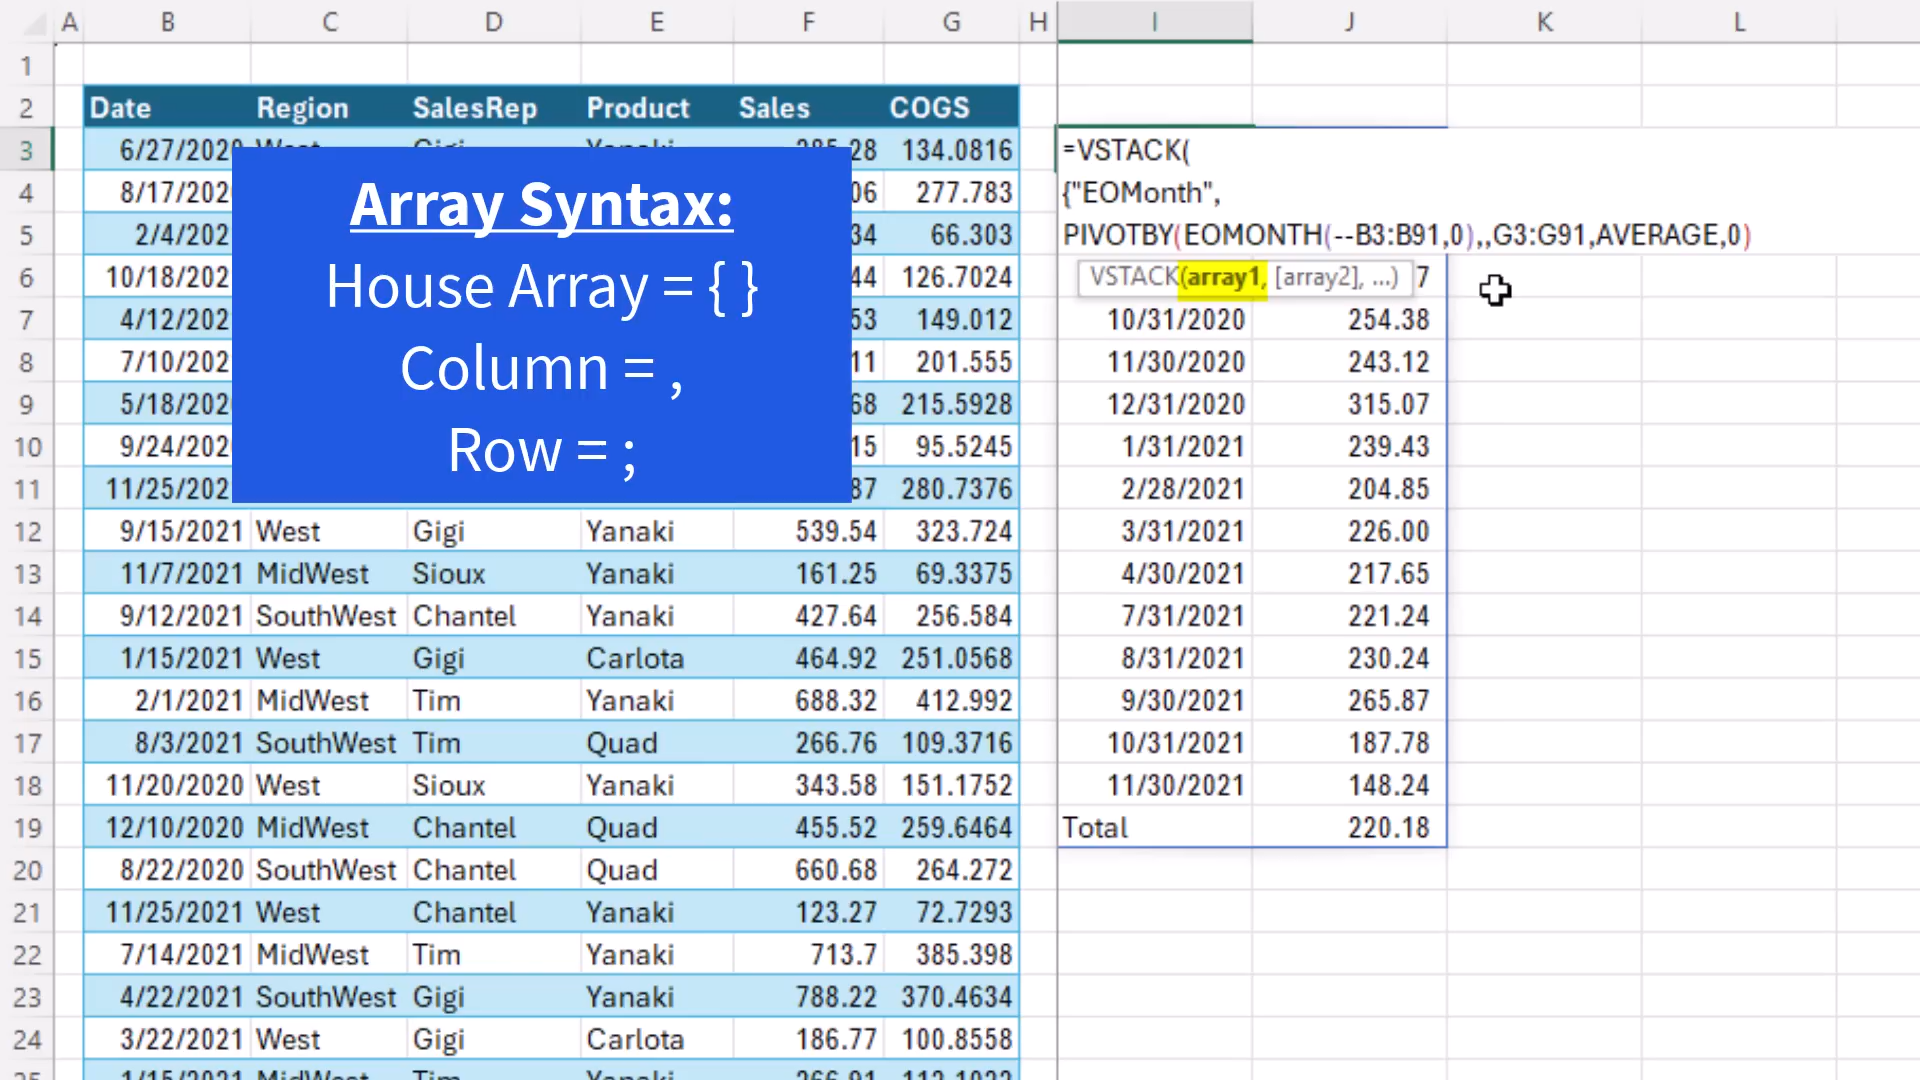 A B C D E F G H I J K L
1
2 Date Region SalesRep Product Sales COGS
3 6/27/2020 West Gigi Yanaki 285.28 134.0816 =VSTACK(
4 8/17/202 06 277.783 {"EOMonth",
5 2/4/202 34 66.303 PIVOTBY(EOMONTH(--B3:B91,0),,G3:G91,AVERAGE,0)
6 10/18/202 44 126.7024 VSTACK(array1, [array2], ...) 7
7 4/12/202 53 149.012 10/31/2020 254.38
8 7/10/202 11 201.555 11/30/2020 243.12
9 5/18/202 68 215.5928 12/31/2020 315.07
10 9/24/202 15 95.5245 1/31/2021 239.43
11 11/25/202 87 280.7376 2/28/2021 204.85
Array Syntax:
House Array = { }
Column = ,
Row = ;
12 9/15/2021 West Gigi Yanaki 539.54 323.724 3/31/2021 226.00
13 11/7/2021 MidWest Sioux Yanaki 161.25 69.3375 4/30/2021 217.65
14 9/12/2021 SouthWest Chantel Yanaki 427.64 256.584 7/31/2021 221.24
15 1/15/2021 West Gigi Carlota 464.92 251.0568 8/31/2021 230.24
16 2/1/2021 MidWest Tim Yanaki 688.32 412.992 9/30/2021 265.87
17 8/3/2021 SouthWest Tim Quad 266.76 109.3716 10/31/2021 187.78
18 11/20/2020 West Sioux Yanaki 343.58 151.1752 11/30/2021 148.24
19 12/10/2020 MidWest Chantel Quad 455.52 259.6464 Total 220.18
20 8/22/2020 SouthWest Chantel Quad 660.68 264.272
21 11/25/2021 West Chantel Yanaki 123.27 72.7293
22 7/14/2021 MidWest Tim Yanaki 713.7 385.398
23 4/22/2021 SouthWest Gigi Yanaki 788.22 370.4634
24 3/22/2021 West Gigi Carlota 186.77 100.8558
25 1/15/2021 MidWest Tim Yanaki 266.91